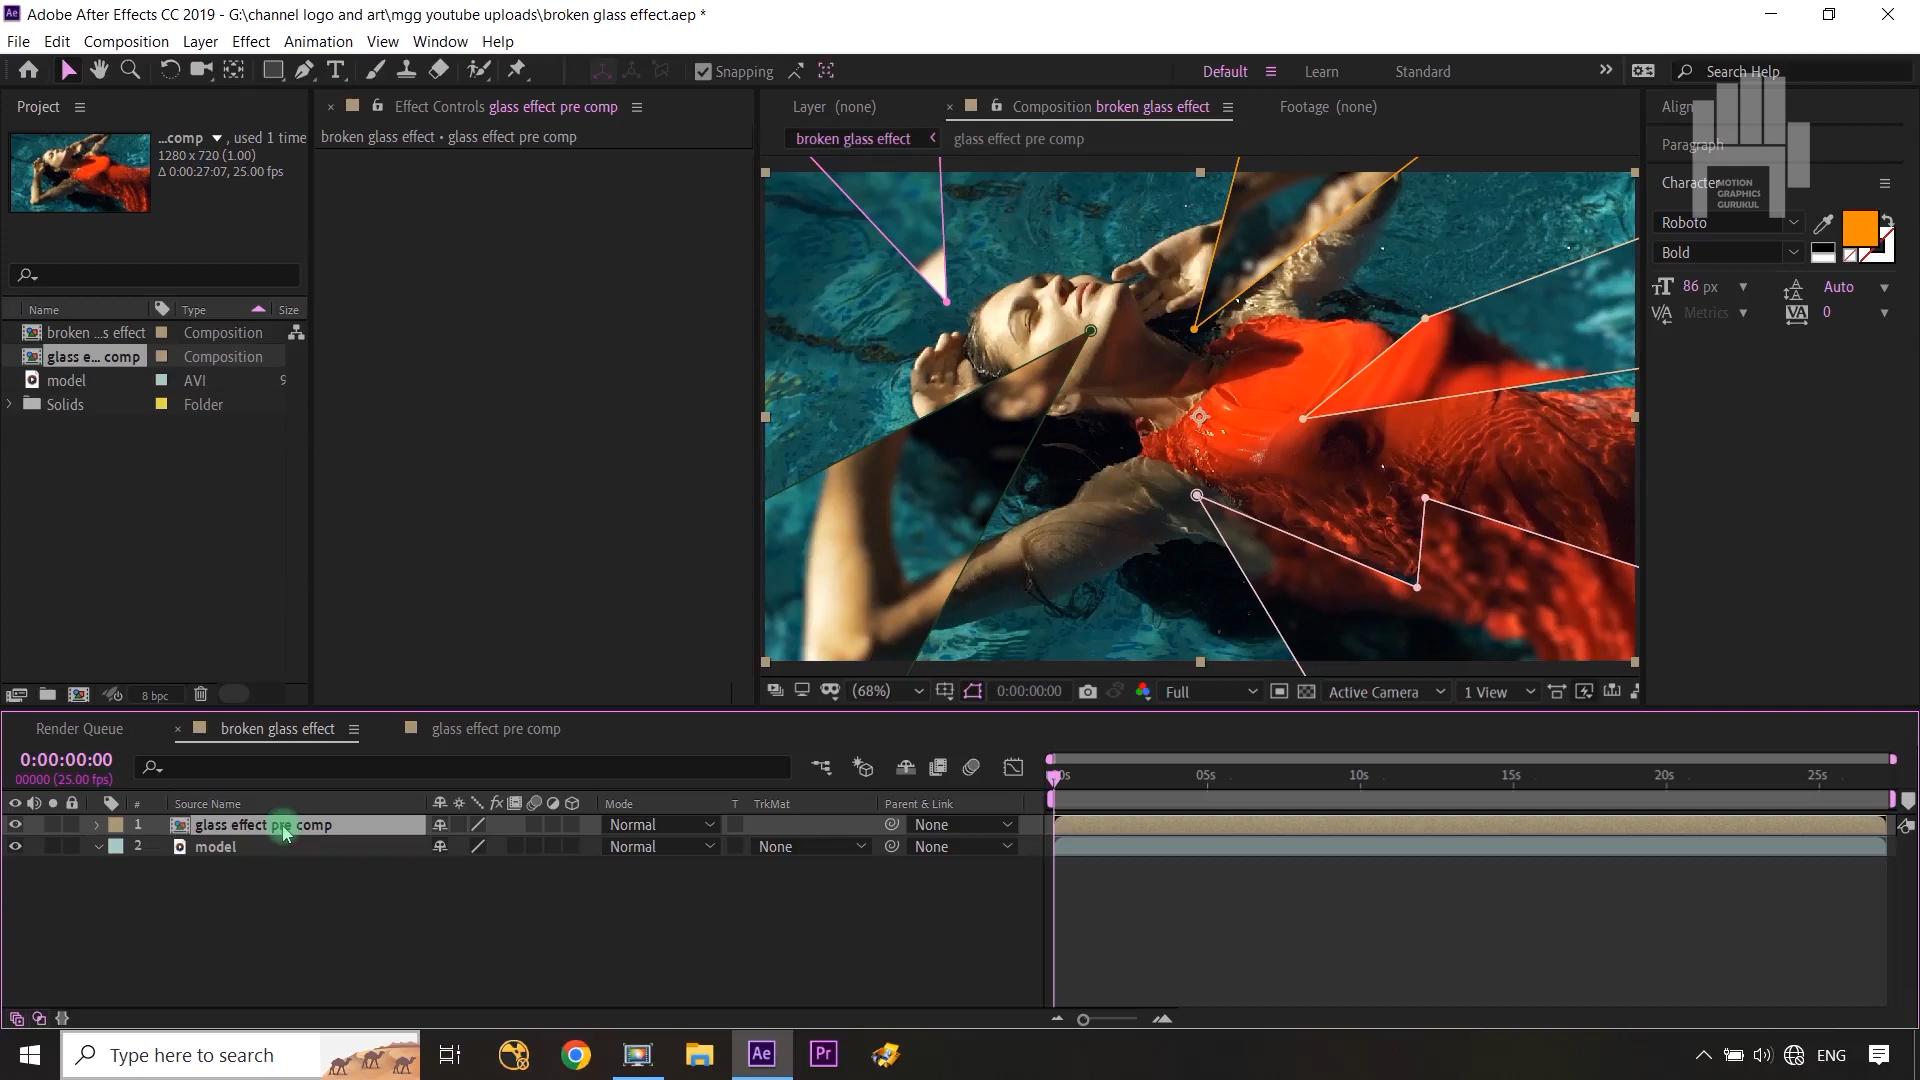 Adobe After Effects CC 2019 - G:\channel logo and art\mgg youtube uploads\broken glass effect.aep *
File Edit Composition Layer Effect Animation View Window Help
Snapping Default Learn Standard Search Help
Project
Effect Controls glass effect pre comp
Layer (none) Composition broken glass effect Footage (none)
Align
...comp , used 1 time
1280 x 720 (1.00)
Δ 0:00:27:07, 25.00 fps
broken glass effect • glass effect pre comp
broken glass effect glass effect pre comp
Paragraph
Character
MOTION
GRAPHICS
GURUKUL
Roboto
Bold
86 px Auto
Metrics 0
Name Type Size
broken ...s effect Composition
glass e... comp Composition
model AVI 9
Solids Folder
8 bpc
(68%) 0:00:00:00 Full Active Camera 1 View
Render Queue broken glass effect glass effect pre comp
0:00:00:00
00000 (25.00 fps)
05s 10s 15s 20s 25s
# Source Name fx Mode T TrkMat Parent & Link
1 glass effect pre comp Normal None
2 model Normal None None
Type here to search Ae Pr ENG